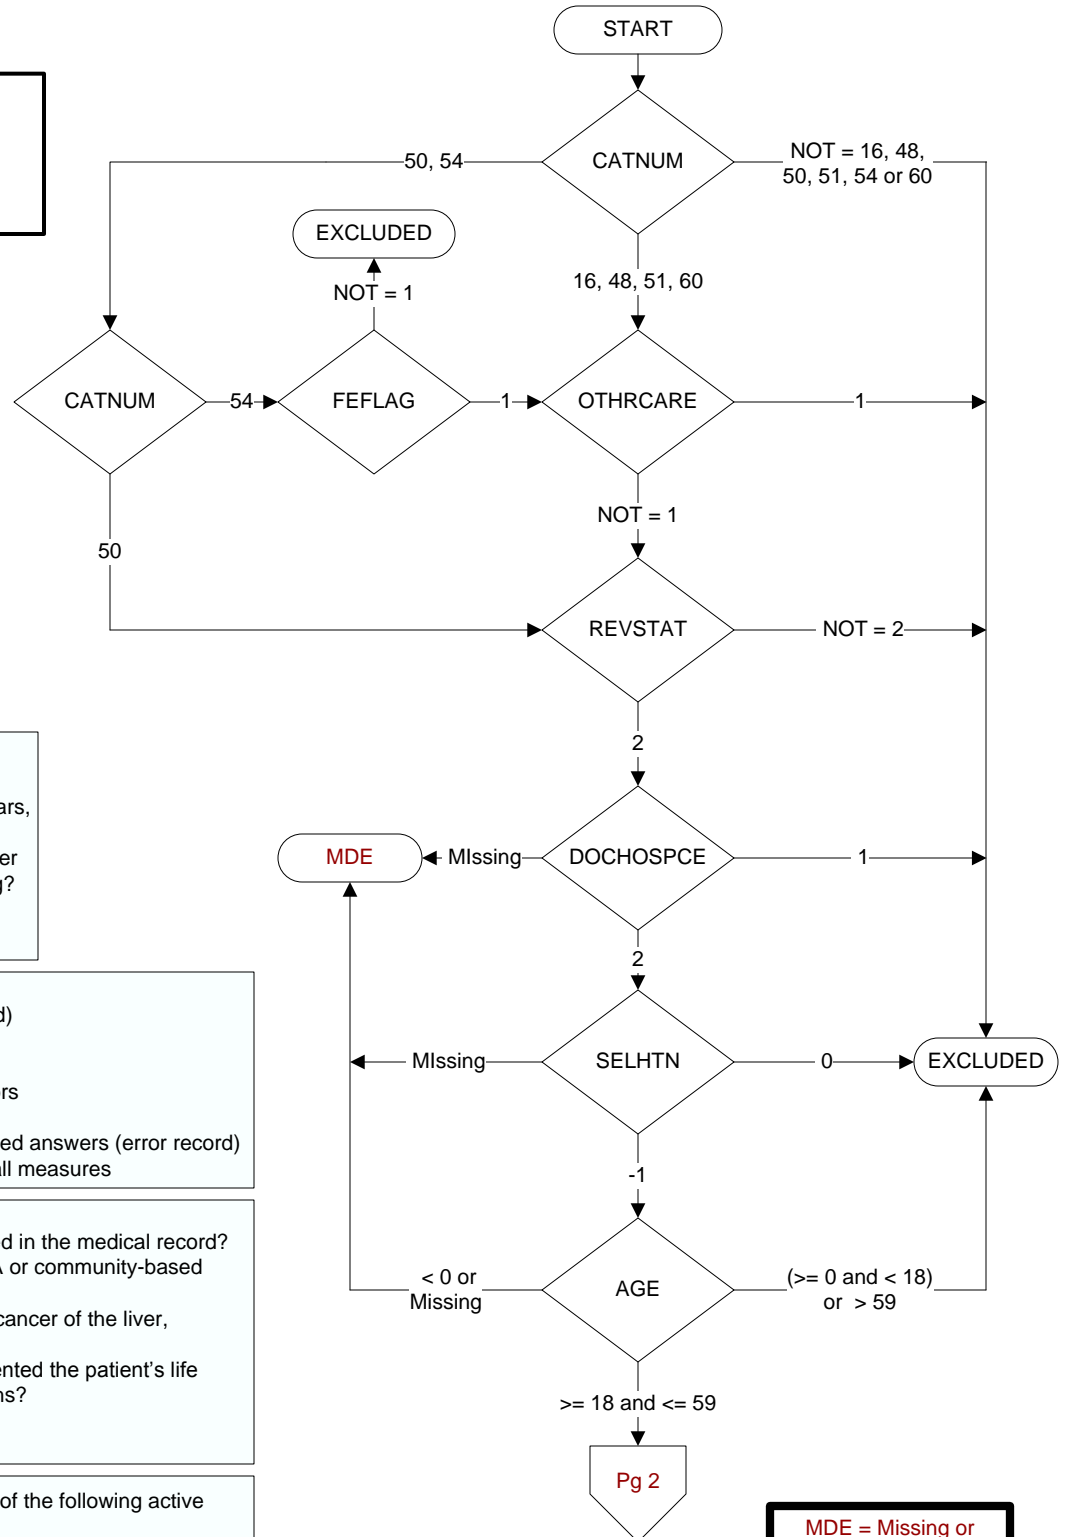 START
CATNUM
50, 54
NOT = 16, 48,
50, 51, 54 or 60
EXCLUDED
NOT = 1
16, 48, 51, 60
CATNUM
54
FEFLAG
1
OTHRCARE
1
NOT = 1
50
REVSTAT
NOT = 2
2
MDE
MIssing
DOCHOSPCE
1
2
MIssing
SELHTN
0
EXCLUDED
-1
< 0 or
Missing
AGE
(>= 0 and < 18)
or > 59
>= 18 and <= 59
Pg 2
MDE = Missing or
ars,
er
g?
d)
rs
ed answers (error record)
all measures
ed in the medical record?
A or community-based
cancer of the liver,
ented the patient's life
ns?
of the following active